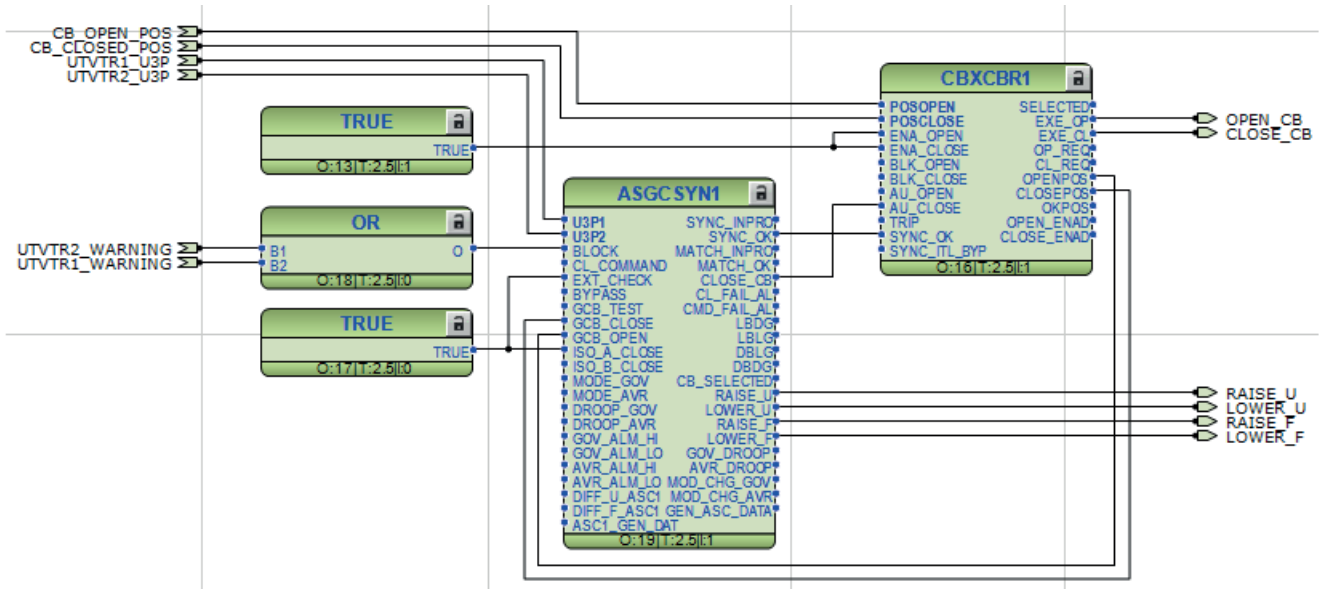 CB_OPEN_POS
CB_CLOSED_POS
UTVTR1_U3P
UTVTR2_U3P
TRUE
TRUE
O:13|T:2.5|I:1
OR
UTVTR2_WARNING
UTVTR1_WARNING
B1 O
B2
O:18|T:2.5|I:0
TRUE
TRUE
O:17|T:2.5|I:0
ASGCSYN1
U3P1 SYNC_INPRO
U3P2 SYNC_OK
BLOCK MATCH_INPRO
CL_COMMAND MATCH_OK
EXT_CHECK CLOSE_CB
BYPASS CL_FAIL_AL
GCB_TEST CMD_FAIL_AL
GCB_CLOSE LBDG
GCB_OPEN LBLG
ISO_A_CLOSE DBLG
ISO_B_CLOSE DBDG
MODE_GOV CB_SELECTED
MODE_AVR RAISE_U
DROOP_GOV LOWER_U
DROOP_AVR RAISE_F
GOV_ALM_HI LOWER_F
GOV_ALM_LO GOV_DROOP
AVR_ALM_HI AVR_DROOP
AVR_ALM_LO MOD_CHG_GOV
DIFF_U_ASC1 MOD_CHG_AVR
DIFF_F_ASC1 GEN_ASC_DATA
ASC1_GEN_DAT
O:19|T:2.5|I:1
CBXCBR1
POSOPEN SELECTED
POSCLOSE EXE_OP
ENA_OPEN EXE_CL
ENA_CLOSE OP_REQ
BLK_OPEN CL_REQ
BLK_CLOSE OPENPOS
AU_OPEN CLOSEPOS
AU_CLOSE OKPOS
TRIP OPEN_ENAD
SYNC_OK CLOSE_ENAD
SYNC_ITL_BYP
O:16|T:2.5|I:1
OPEN_CB
CLOSE_CB
RAISE_U
LOWER_U
RAISE_F
LOWER_F